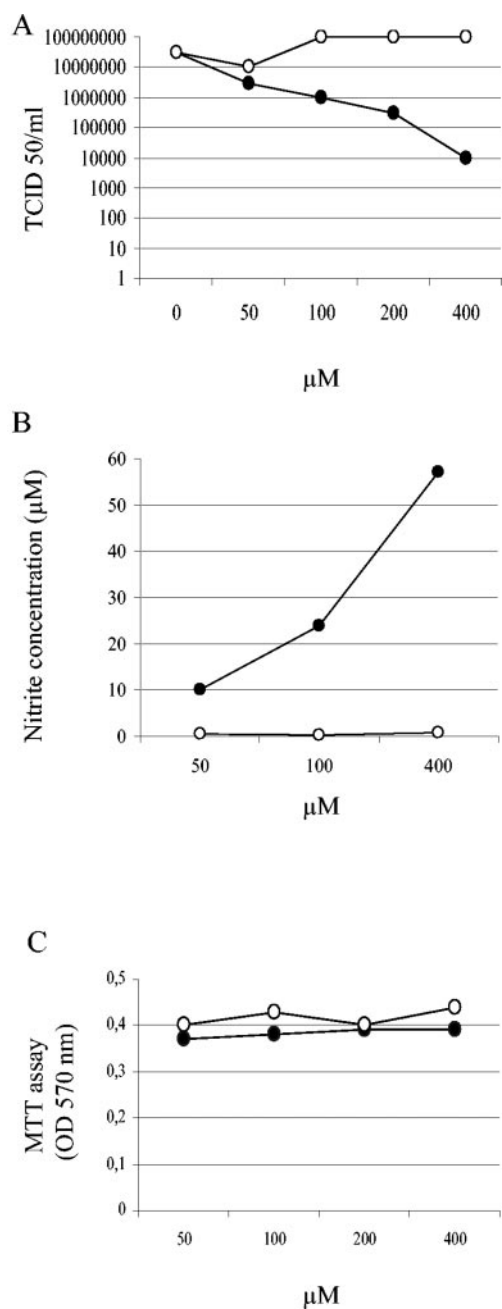 A
100000000
10000000
1000000
100000
10000
1000
100
10
1
TCID 50/ml
0 50 100 200 400
µM
B
60
50
40
30
20
10
0
Nitrite concentration (µM)
50 100 400
µM
C
0,5
0,4
0,3
0,2
0,1
0
MTT assay
(OD 570 nm)
50 100 200 400
µM